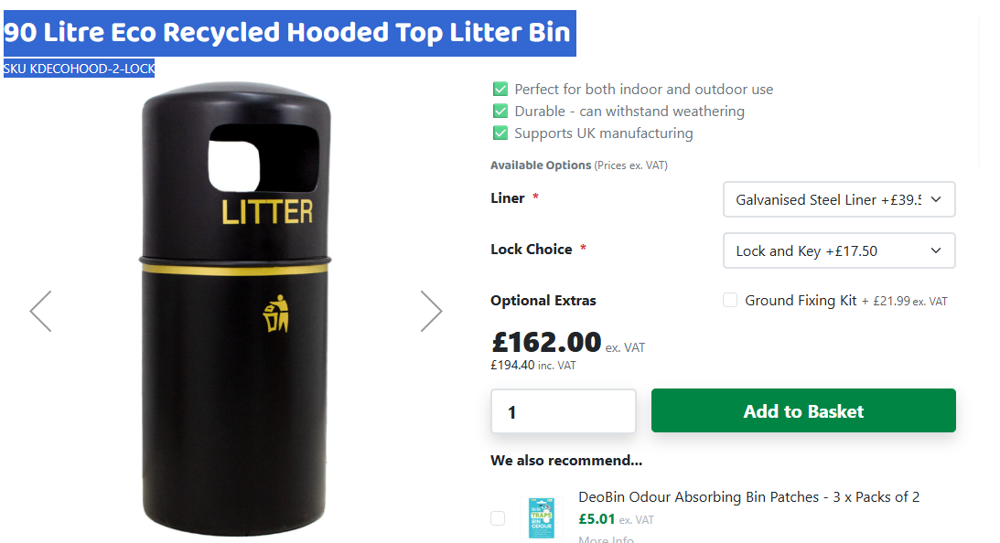 90 Litre Eco Recycled Hooded Top Litter Bin
SKU KDECOHOOD-2-LOCK
LITTER
Perfect for both indoor and outdoor use
Durable - can withstand weathering
Supports UK manufacturing
Available Options (Prices ex. VAT)
Liner *
Galvanised Steel Liner +£39.5
Lock Choice *
Lock and Key +£17.50
Optional Extras
Ground Fixing Kit + £21.99 ex. VAT
£162.00 ex. VAT
£194.40 inc. VAT
1
Add to Basket
We also recommend...
DeoBin Odour Absorbing Bin Patches - 3 x Packs of 2
£5.01 ex. VAT
More Info
TRAPS
BIN
ODOUR